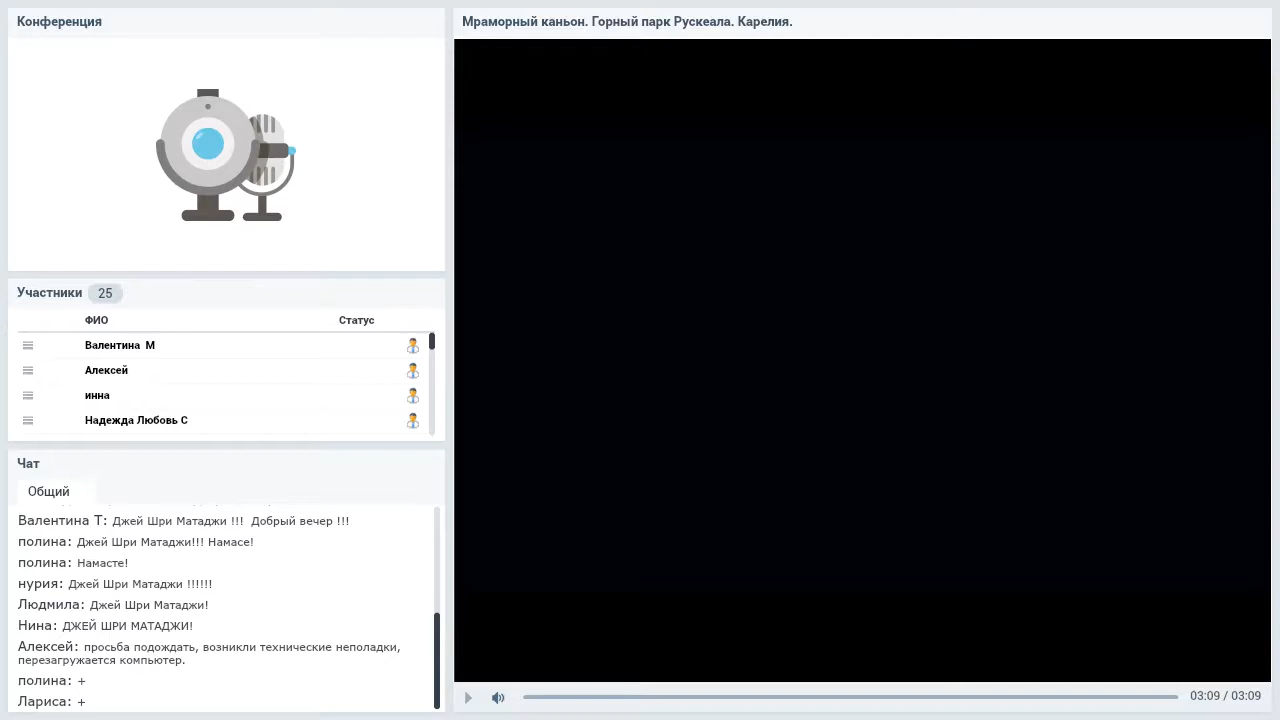 Конференция
Мраморный каньон. Горный парк Рускеала. Карелия.
Участники 25
ФИО Статус
Валентина М
Алексей
инна
Надежда Любовь С
Чат
Общий
Валентина Т: Джей Шри Матаджи !!! Добрый вечер !!!
полина: Джей Шри Матаджи!!! Намасе!
полина: Намасте!
нурия: Джей Шри Матаджи !!!!!!
Людмила: Джей Шри Матаджи!
Нина: ДЖЕЙ ШРИ МАТАДЖИ!
Алексей: просьба подождать, возникли технические неполадки,
перезагружается компьютер.
полина: +
Лариса: +
03:09 / 03:09